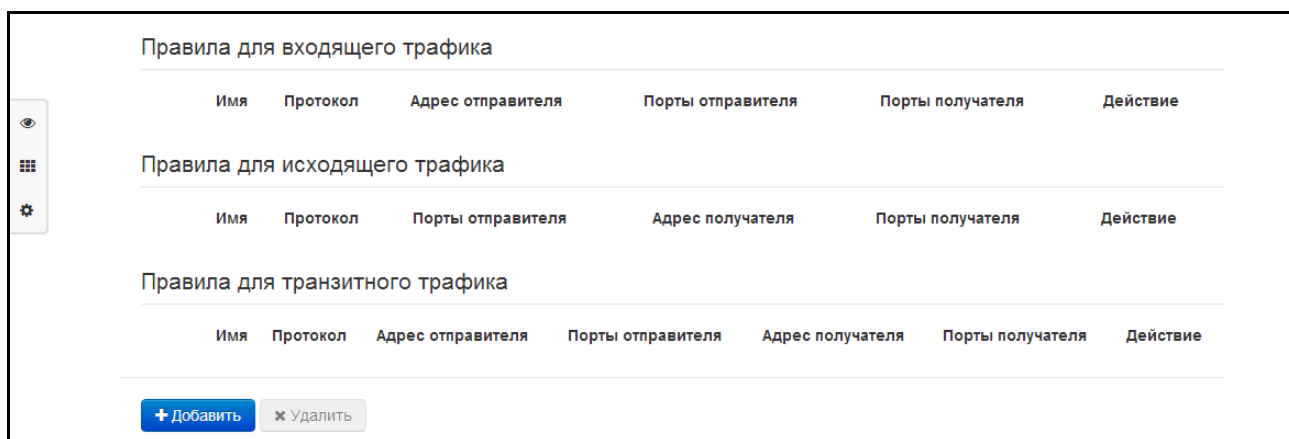 Правила для входящего трафика
Имя Протокол Адрес отправителя Порты отправителя Порты получателя Действие
Правила для исходящего трафика
Имя Протокол Порты отправителя Адрес получателя Порты получателя Действие
Правила для транзитного трафика
Имя Протокол Адрес отправителя Порты отправителя Адрес получателя Порты получателя Действие
Добавить Удалить